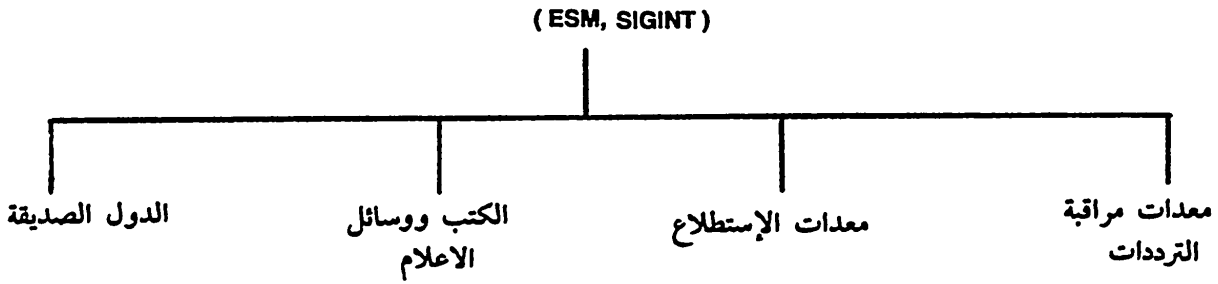 ( ESM, SIGINT )
معدات مراقبة
الترددات
معدات الإستطلاع
الكتب ووسائل
الاعلام
الدول الصديقة